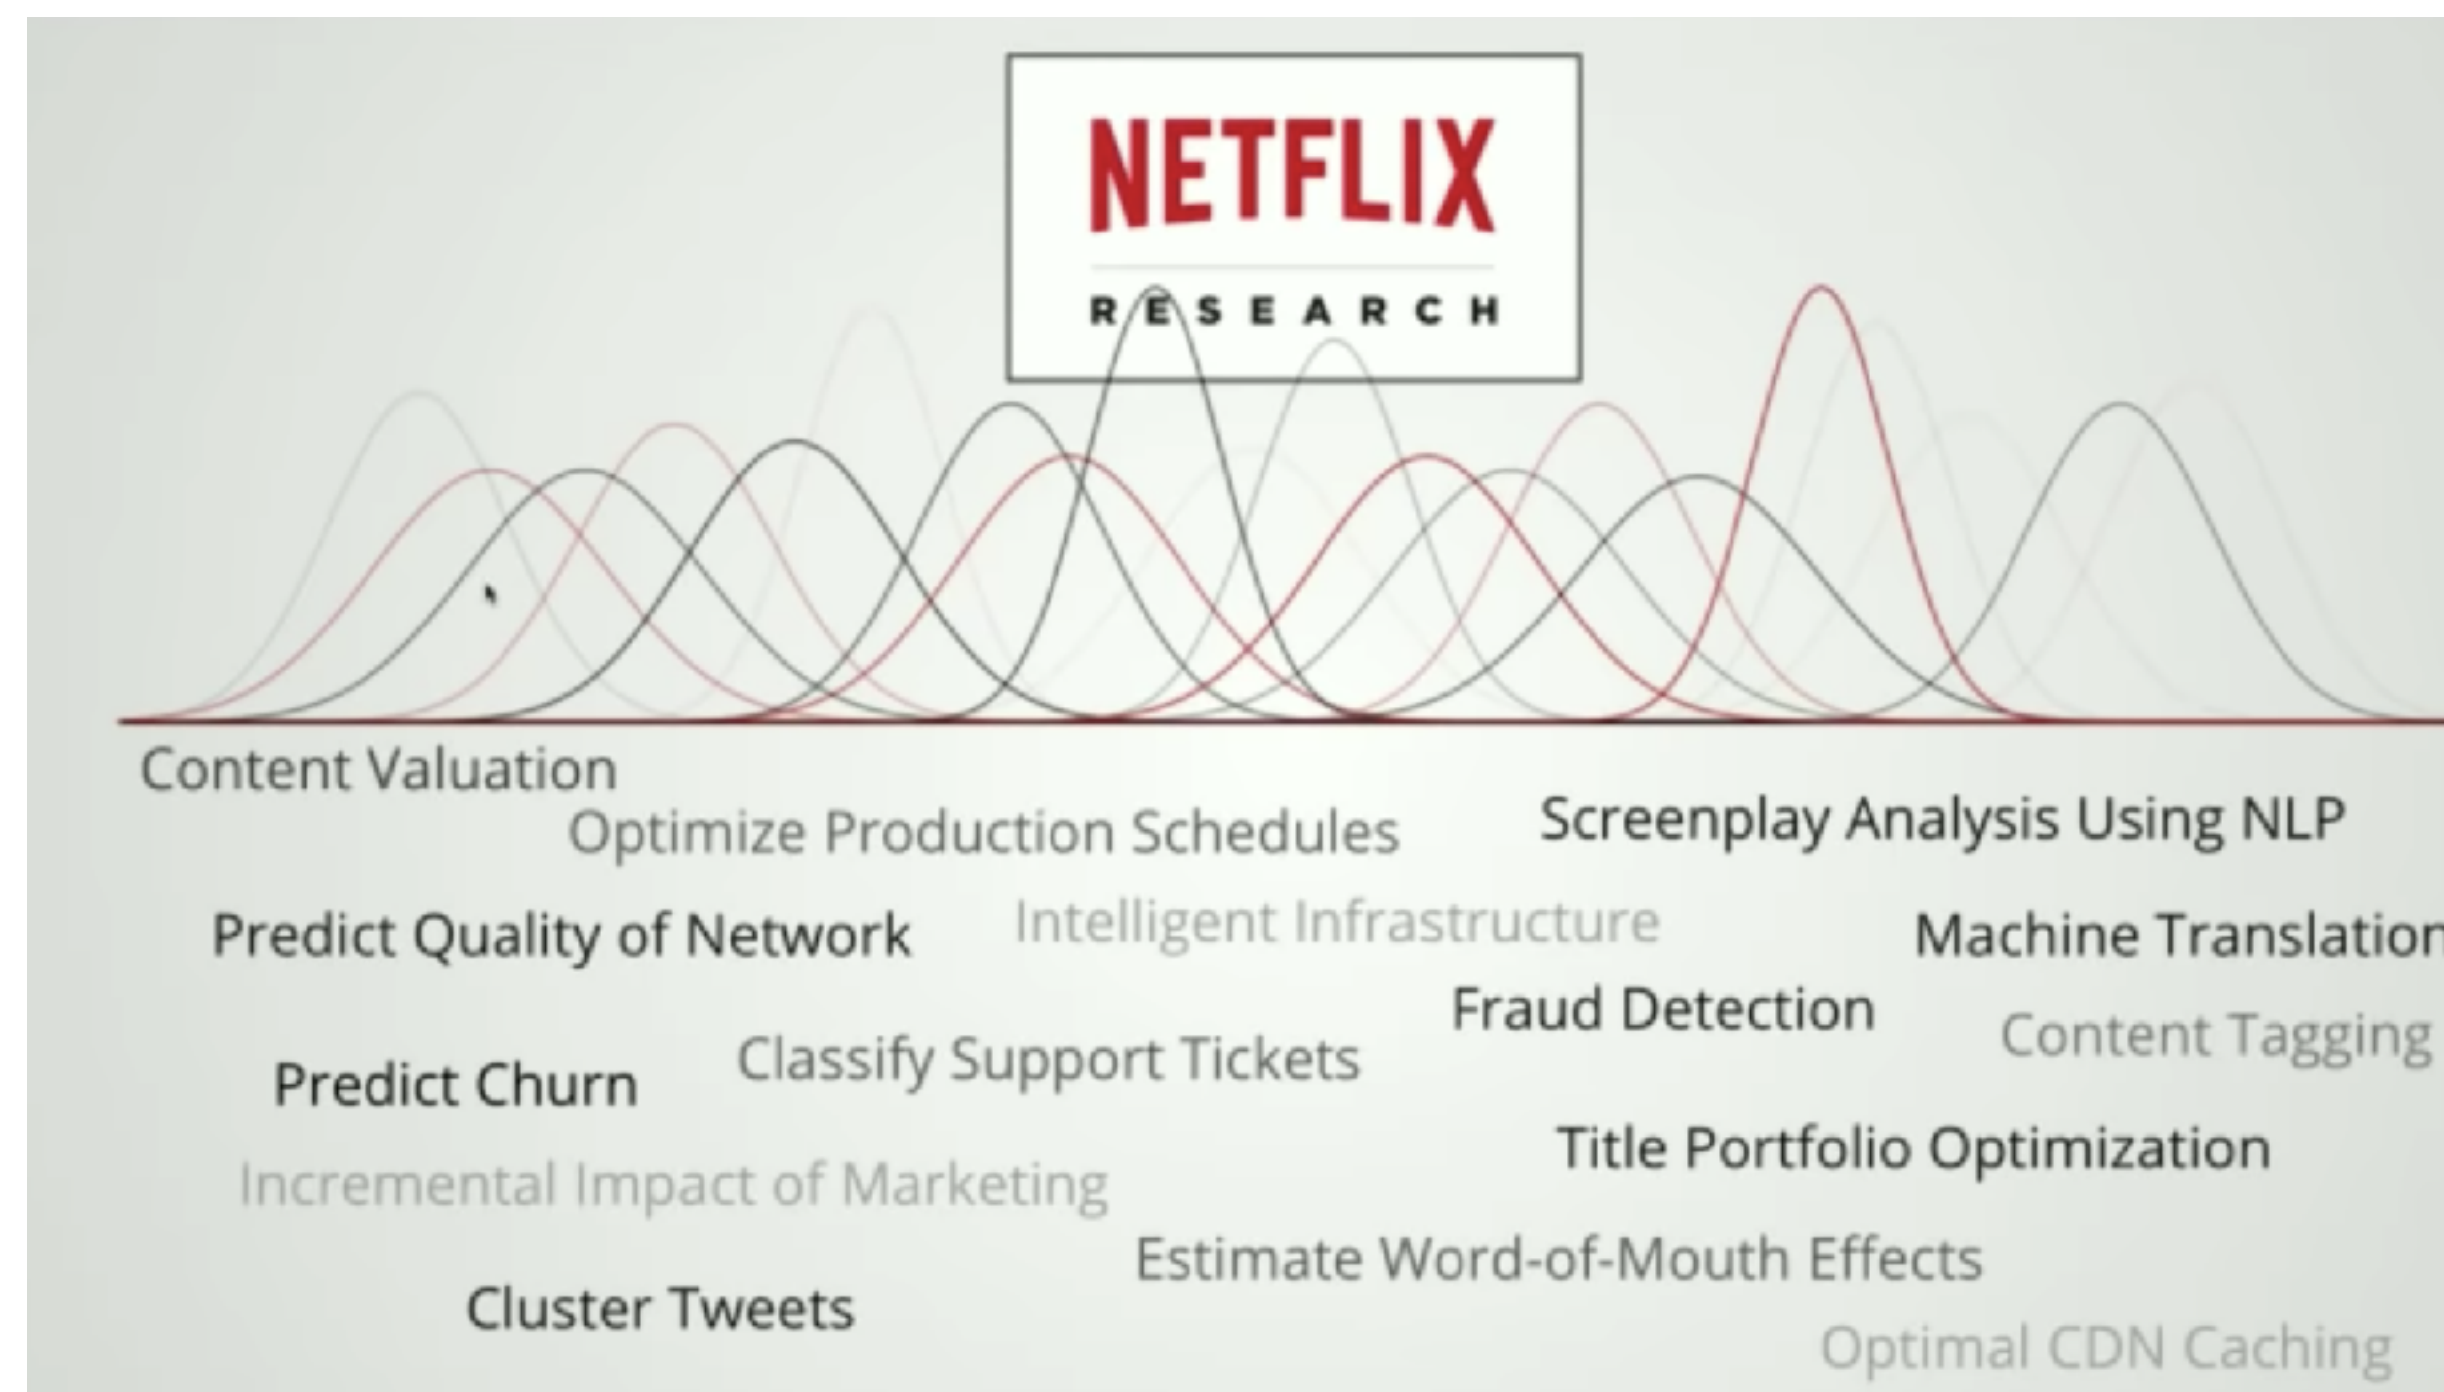 NETFLIX
RESEARCH
Content Valuation
Optimize Production Schedules
Screenplay Analysis Using NLP
Predict Quality of Network
Intelligent Infrastructure
Machine Translation
Fraud Detection
Content Tagging
Classify Support Tickets
Predict Churn
Title Portfolio Optimization
Incremental Impact of Marketing
Estimate Word-of-Mouth Effects
Cluster Tweets
Optimal CDN Caching